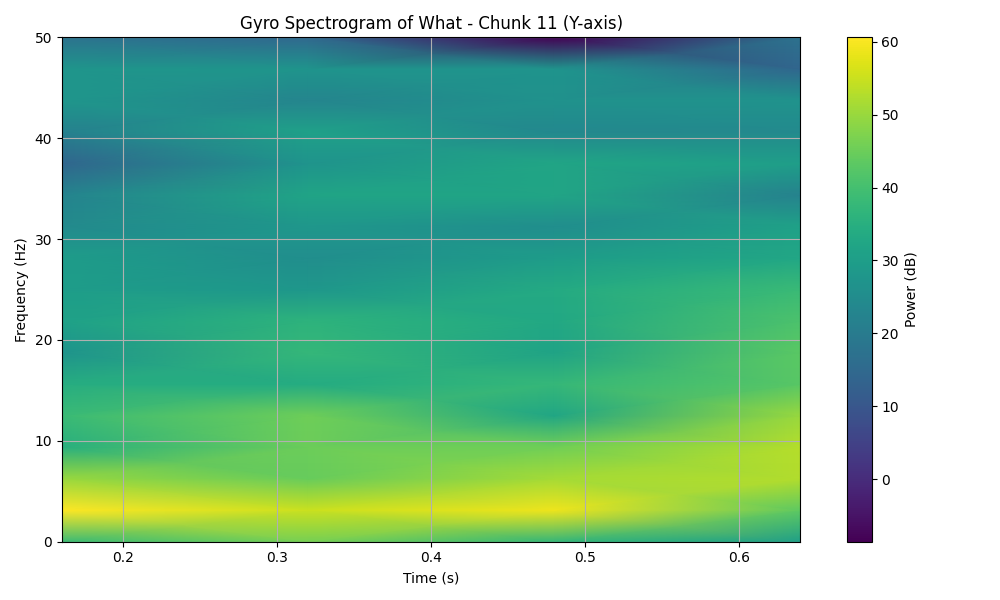 Gyro Spectrogram of What - Chunk 11 (Y-axis)
50
40
30
20
10
0
Frequency (Hz)
0.2 0.3 0.4 0.5 0.6
Time (s)
60
50
40
30
20
10
0
Power (dB)